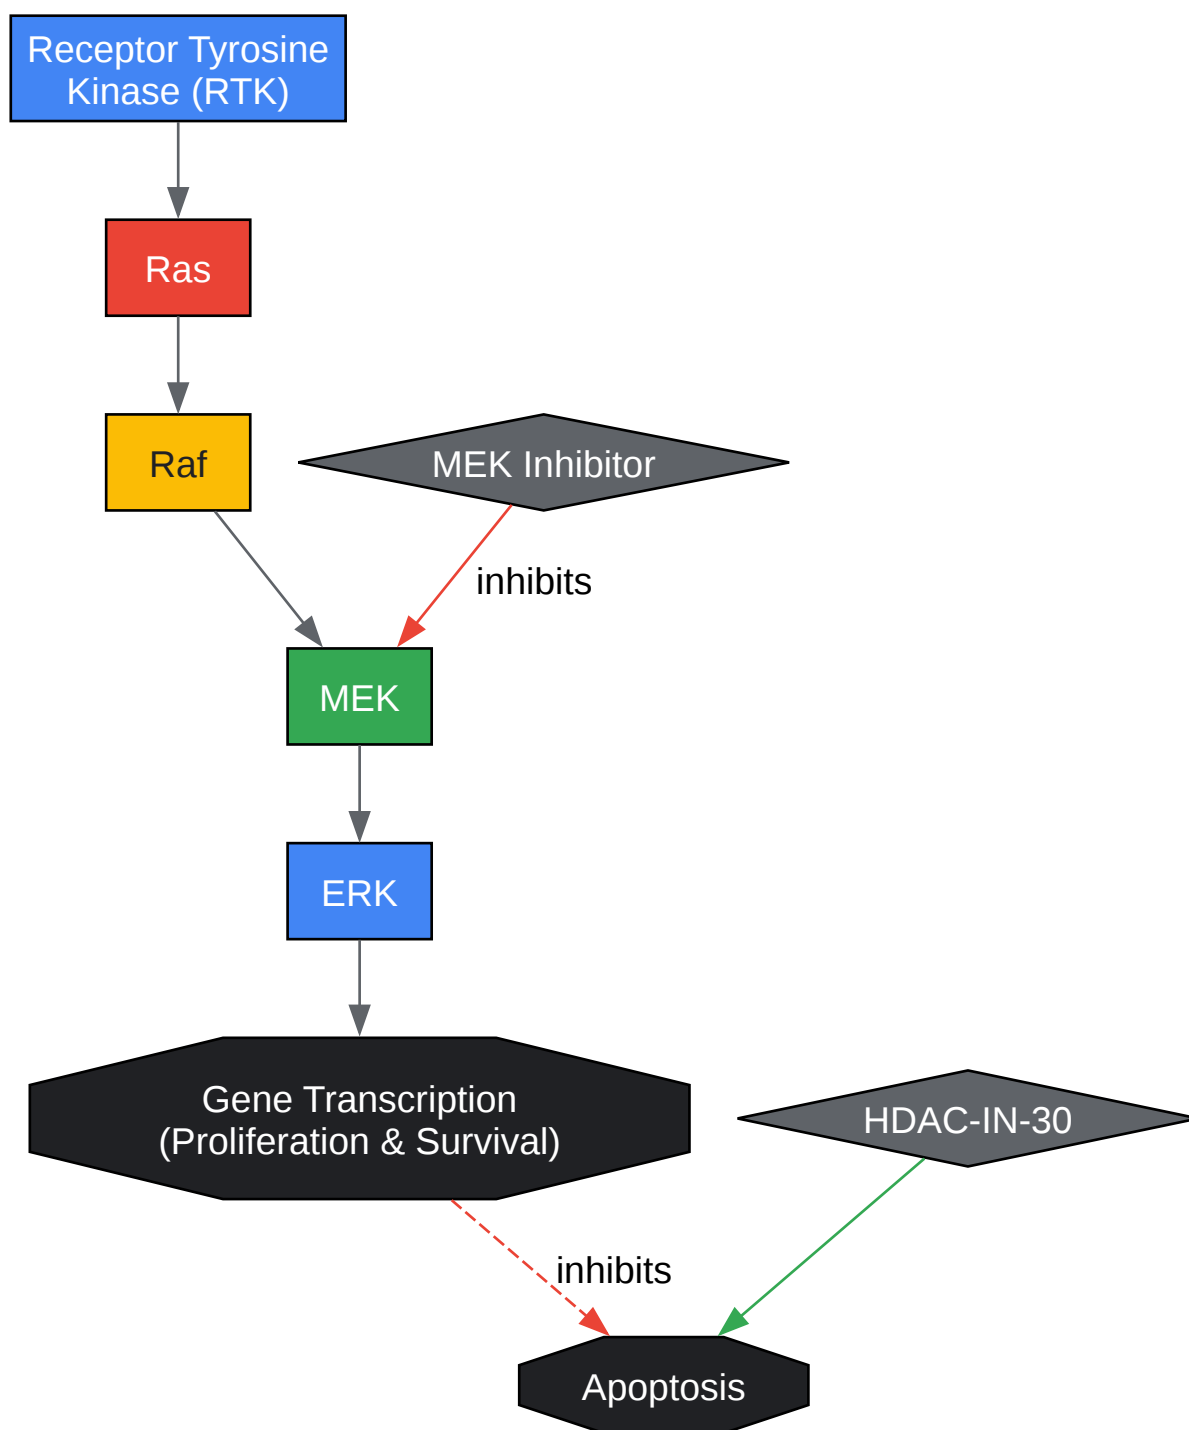 Receptor Tyrosine
Kinase (RTK)
Ras
Raf
MEK Inhibitor
inhibits
MEK
ERK
Gene Transcription
(Proliferation & Survival)
HDAC-IN-30
inhibits
Apoptosis